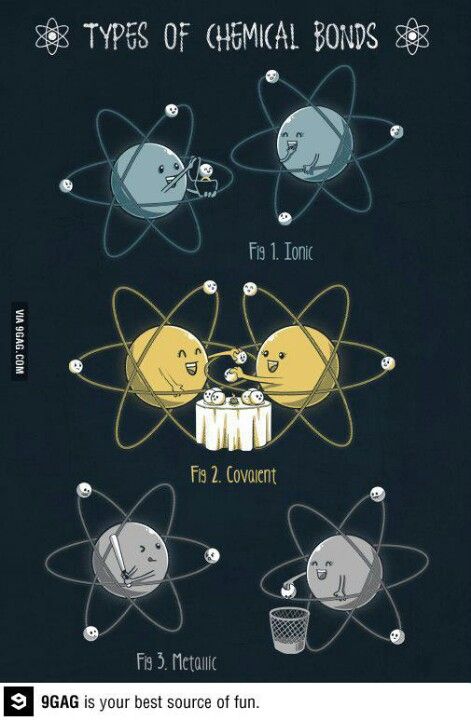 TYPES OF CHEMICAL BONDS
Fig 1. Ionic
VIA 9GAG.COM
Fig 2. Covalent
Fig 3. Metallic
9GAG is your best source of fun.